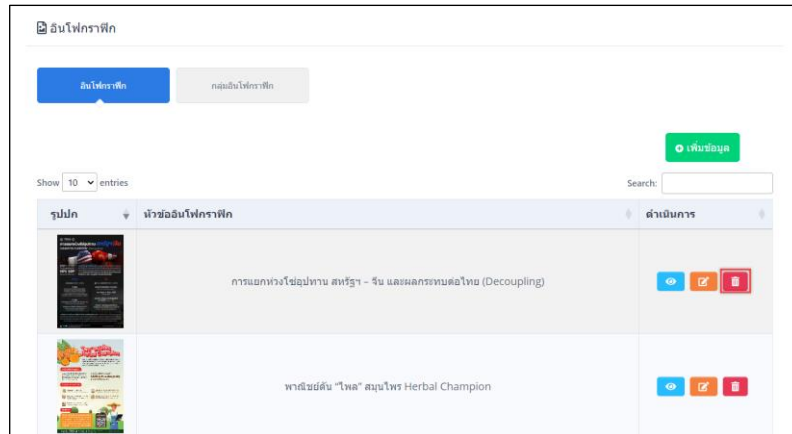 อินโฟกราฟิก
อินโฟกราฟิก
กลุ่มอินโฟกราฟิก
เพิ่มข้อมูล
Show 10 entries
Search:
รูปปก
หัวข้ออินโฟกราฟิก
ดำเนินการ
การแยกห่วงโซ่อุปทาน สหรัฐฯ – จีน และผลกระทบต่อไทย (Decoupling)
พาณิชย์ดัน “ไพล” สมุนไพร Herbal Champion